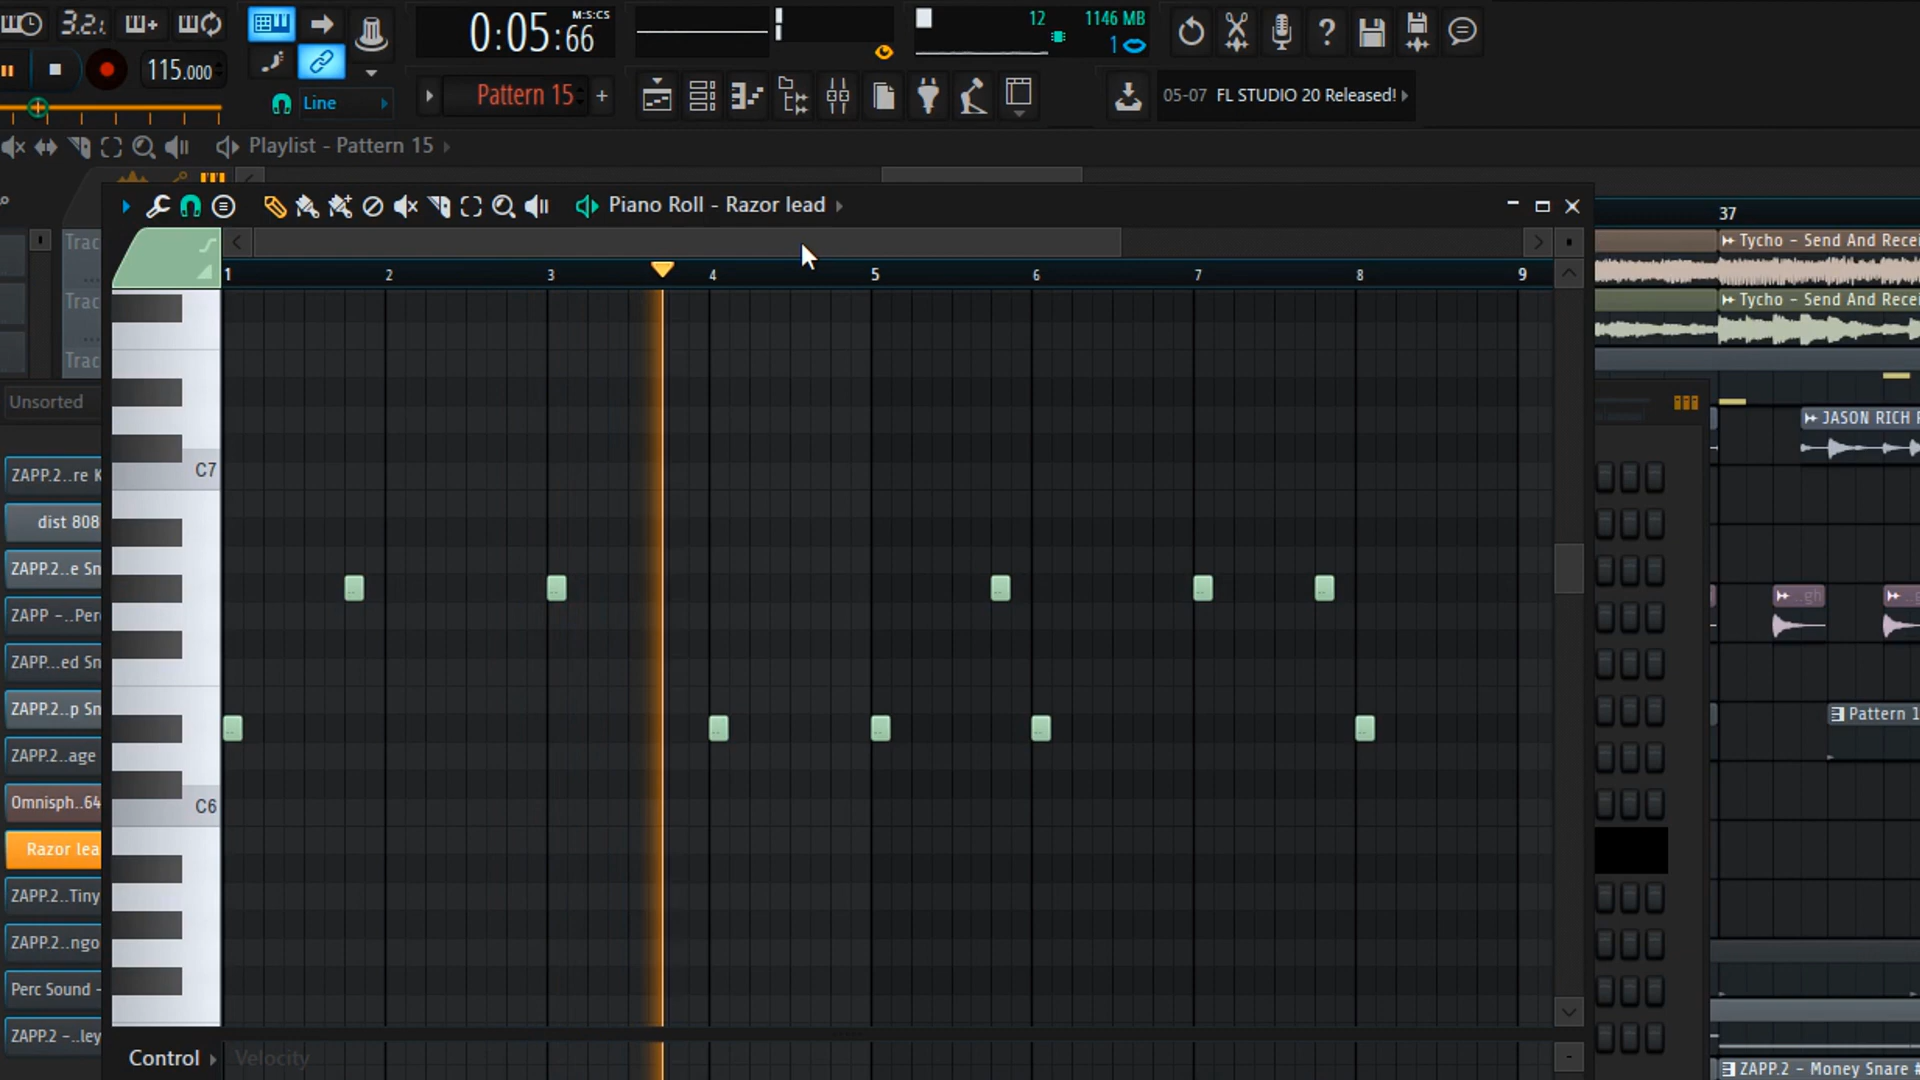 3.2.
0:05:66
M:S:CS
12
1146 MB
1
115.000
Line
Pattern 15
+
?
05-07 FL STUDIO 20 Released!
Playlist - Pattern 15
Piano Roll - Razor lead
1 2 3 4 5 6 7 8 9
37
Trac
Tycho - Send And Recei
Trac
Tycho - Send And Recei
Trac
Unsorted
JASON RICH
C7
ZAPP.2..re K
dist 808
ZAPP.2..e Sn
..gh
ZAPP -..Per
ZAPP...ed Sn
ZAPP.2..p Sn
Pattern 1
ZAPP.2..age
C6
Omnisph..64
Razor lea
ZAPP.2..Tiny
ZAPP.2..ngo
Perc Sound -
ZAPP.2 -..ley
Control
Velocity
ZAPP.2 - Money Snare #